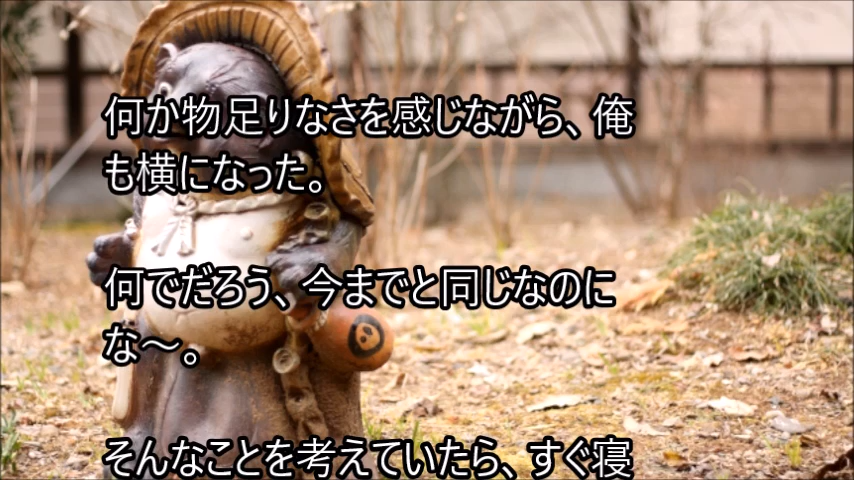 何か物足りなさを感じながら、俺
も横になった。
何でだろう、今までと同じなのに
な～。
そんなことを考えていたら、すぐ寝